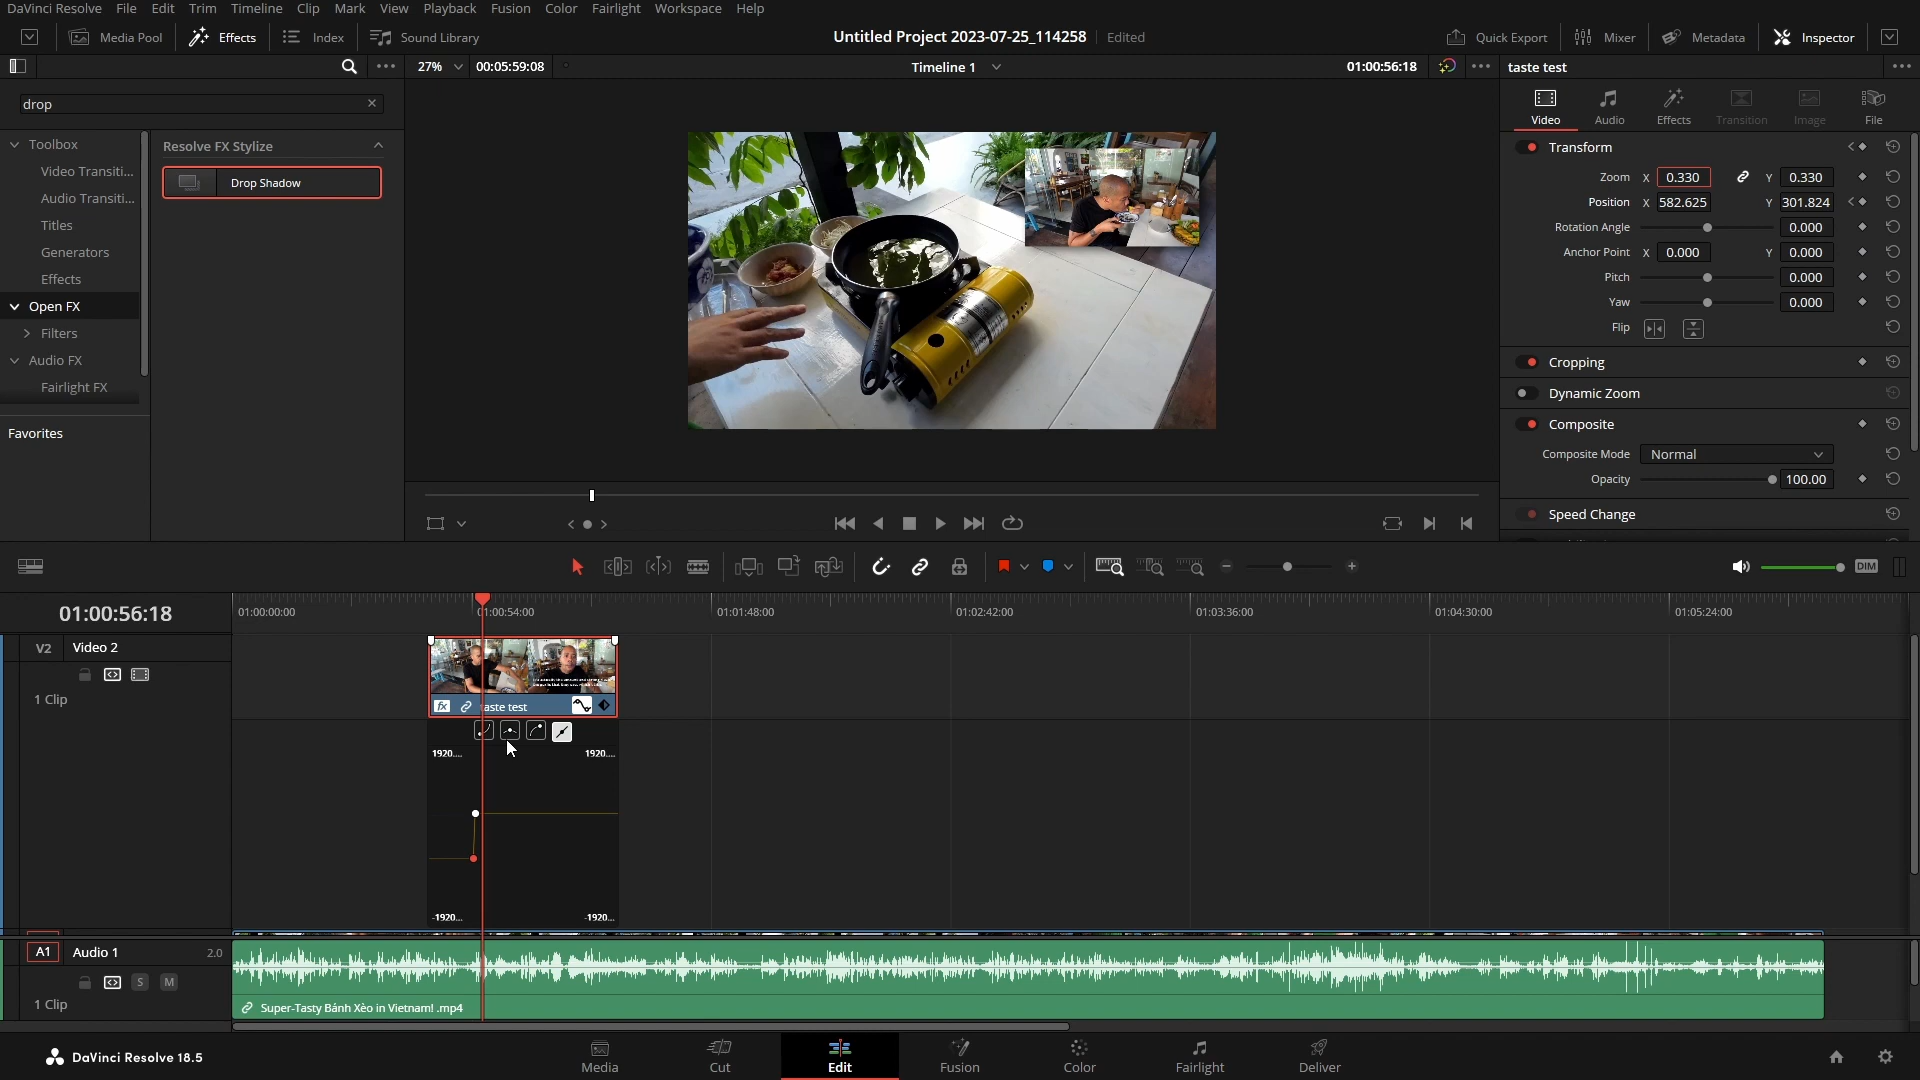 DaVinci Resolve File Edit Trim Timeline Clip Mark View Playback Fusion Color Fairlight Workspace Help
Media Pool Effects Index Sound Library Untitled Project 2023-07-25_114258 Edited Quick Export Mixer Metadata Inspector
27% 00:05:59:08 Timeline 1 01:00:56:18 taste test
drop
Video Audio Effects Transition Image File
Toolbox
Video Transiti...
Audio Transiti...
Titles
Generators
Effects
Open FX
Filters
Audio FX
Fairlight FX
Favorites
Resolve FX Stylize
Drop Shadow
Transform
Zoom X 0.330 Y 0.330
Position X 582.625 Y 301.824
Rotation Angle 0.000
Anchor Point X 0.000 Y 0.000
Pitch 0.000
Yaw 0.000
Flip
Cropping
Dynamic Zoom
Composite
Composite Mode Normal
Opacity 100.00
Speed Change
DIM
01:00:56:18
01:00:00:00 01:00:54:00 01:01:48:00 01:02:42:00 01:03:36:00 01:04:30:00 01:05:24:00
V2 Video 2
1 Clip
fx taste test
1920.... 1920....
-1920... -1920...
A1 Audio 1 2.0
S M
1 Clip
Super-Tasty Bánh Xèo in Vietnam! .mp4
DaVinci Resolve 18.5
Media Cut Edit Fusion Color Fairlight Deliver